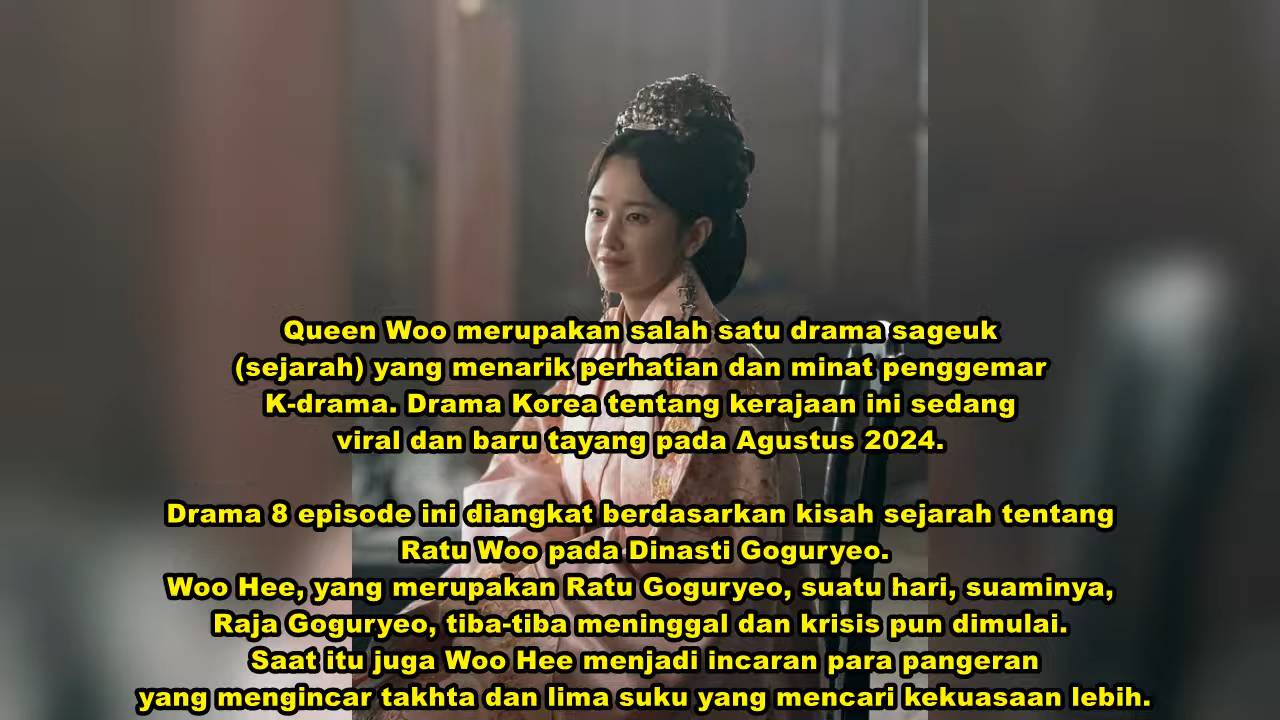 Queen Woo merupakan salah satu drama sageuk
(sejarah) yang menarik perhatian dan minat penggemar
K-drama. Drama Korea tentang kerajaan ini sedang
viral dan baru tayang pada Agustus 2024.
Drama 8 episode ini diangkat berdasarkan kisah sejarah tentang
Ratu Woo pada Dinasti Goguryeo.
Woo Hee, yang merupakan Ratu Goguryeo, suatu hari, suaminya,
Raja Goguryeo, tiba-tiba meninggal dan krisis pun dimulai.
Saat itu juga Woo Hee menjadi incaran para pangeran
yang mengincar takhta dan lima suku yang mencari kekuasaan lebih.